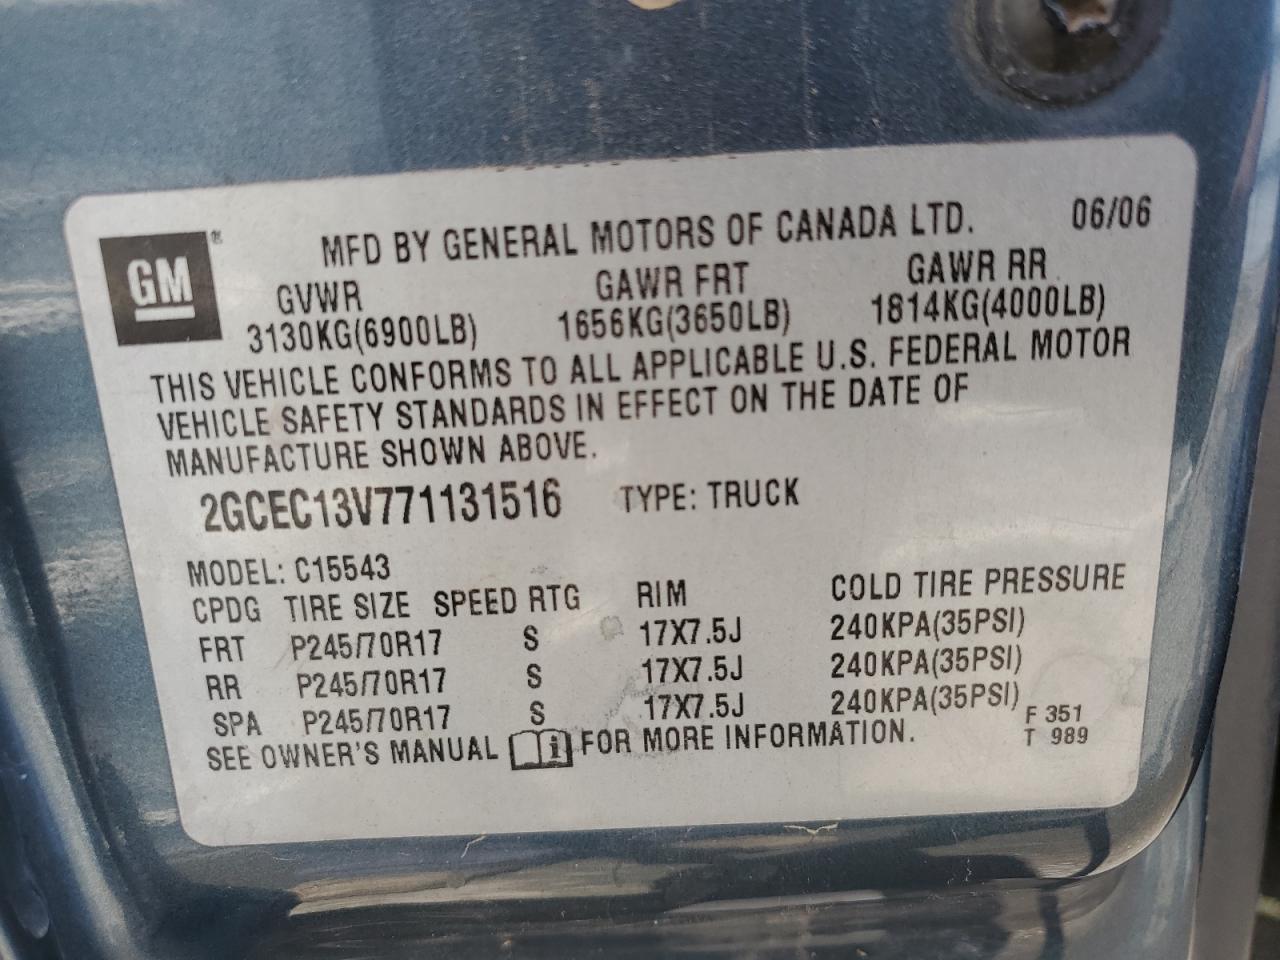 GM ®
MFD BY GENERAL MOTORS OF CANADA LTD. 06/06
GVWR GAWR FRT GAWR RR
3130KG(6900LB) 1656KG(3650LB) 1814KG(4000LB)
THIS VEHICLE CONFORMS TO ALL APPLICABLE U.S. FEDERAL MOTOR
VEHICLE SAFETY STANDARDS IN EFFECT ON THE DATE OF
MANUFACTURE SHOWN ABOVE.
2GCEC13V771131516 TYPE: TRUCK
MODEL: C15543
CPDG TIRE SIZE SPEED RTG RIM COLD TIRE PRESSURE
FRT P245/70R17 S 17X7.5J 240KPA(35PSI)
RR P245/70R17 S 17X7.5J 240KPA(35PSI)
SPA P245/70R17 S 17X7.5J 240KPA(35PSI)
SEE OWNER'S MANUAL i FOR MORE INFORMATION.
F 351
T 989